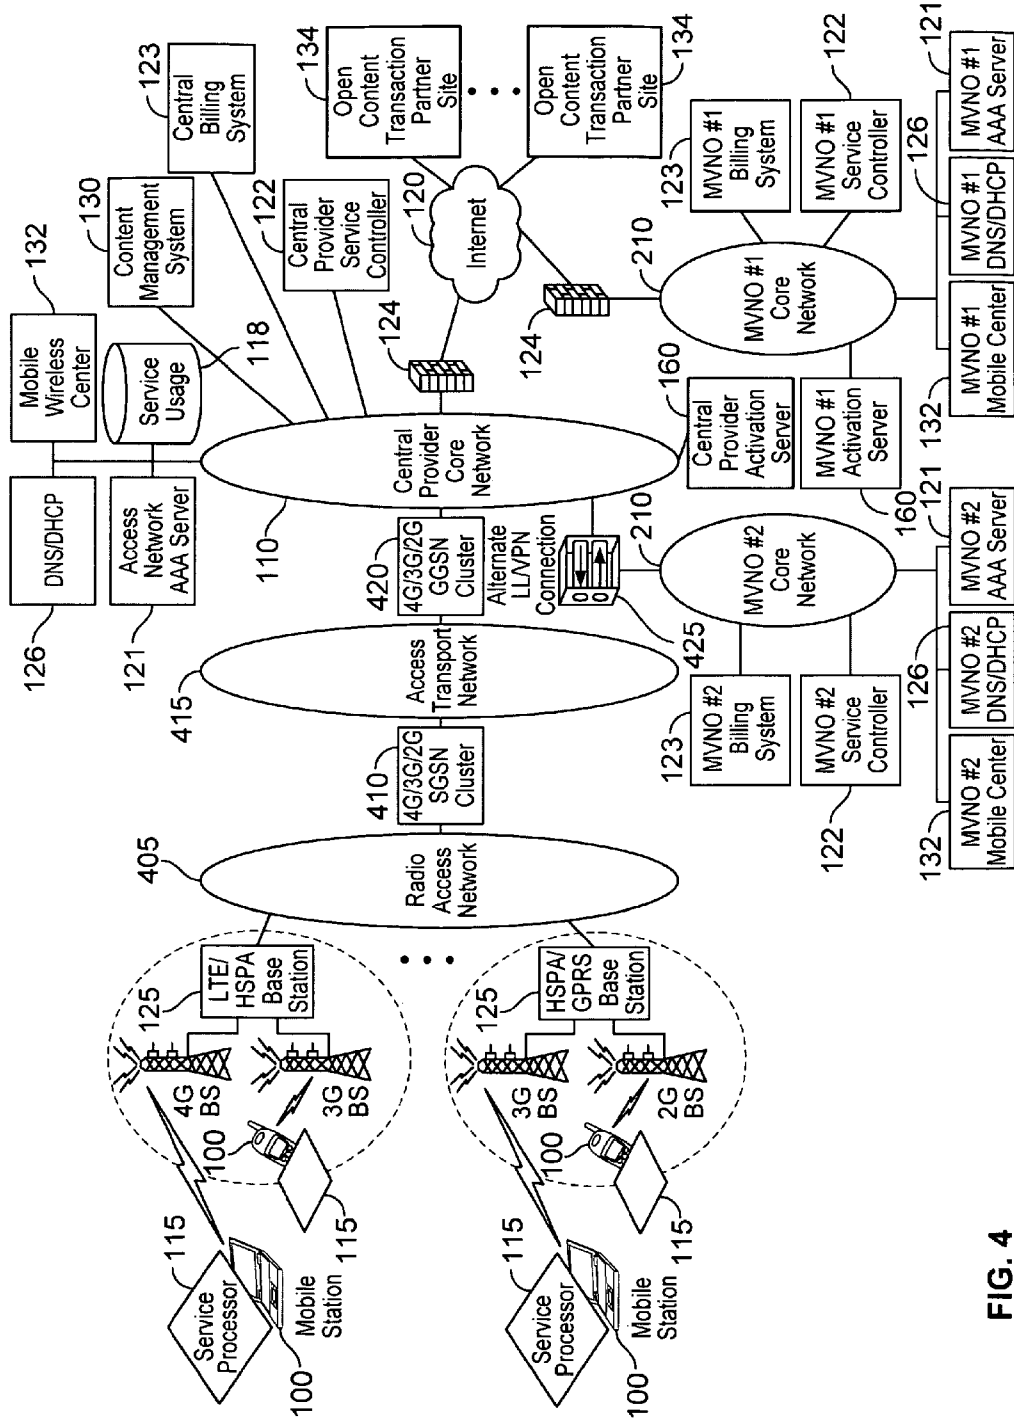 132
Mobile
Wireless
Center
DNS/DHCP
126
118
Service
Usage
Access
Network
AAA Server
121
130
Content
Management
System
123
Central
Billing
System
122
Central
Provider
Service
Controller
134
Open
Content
Transaction
Partner
Site
134
Open
Content
Transaction
Partner
Site
120
Internet
124
124
110
Central
Provider
Core
Network
420
4G/3G/2G
GGSN
Cluster
Alternate
LL/VPN
Connection
425
415
Access
Transport
Network
410
4G/3G/2G
SGSN
Cluster
405
Radio
Access
Network
125
LTE/
HSPA
Base
Station
4G
BS
3G
BS
100
115
115
Service
Processor
100
Mobile
Station
125
HSPA/
GPRS
Base
Station
3G
BS
2G
BS
100
115
115
Service
Processor
100
Mobile
Station
160
Central
Provider
Activation
Server
210
MVNO #1
Core
Network
123
MVNO #1
Billing
System
122
MVNO #1
Service
Controller
MVNO #1
Activation
Server
160
121
MVNO #1
AAA Server
126
MVNO #1
DNS/DHCP
132
MVNO #1
Mobile Center
210
MVNO #2
Core
Network
123
MVNO #2
Billing
System
122
MVNO #2
Service
Controller
121
MVNO #2
AAA Server
126
MVNO #2
DNS/DHCP
132
MVNO #2
Mobile Center
FIG. 4